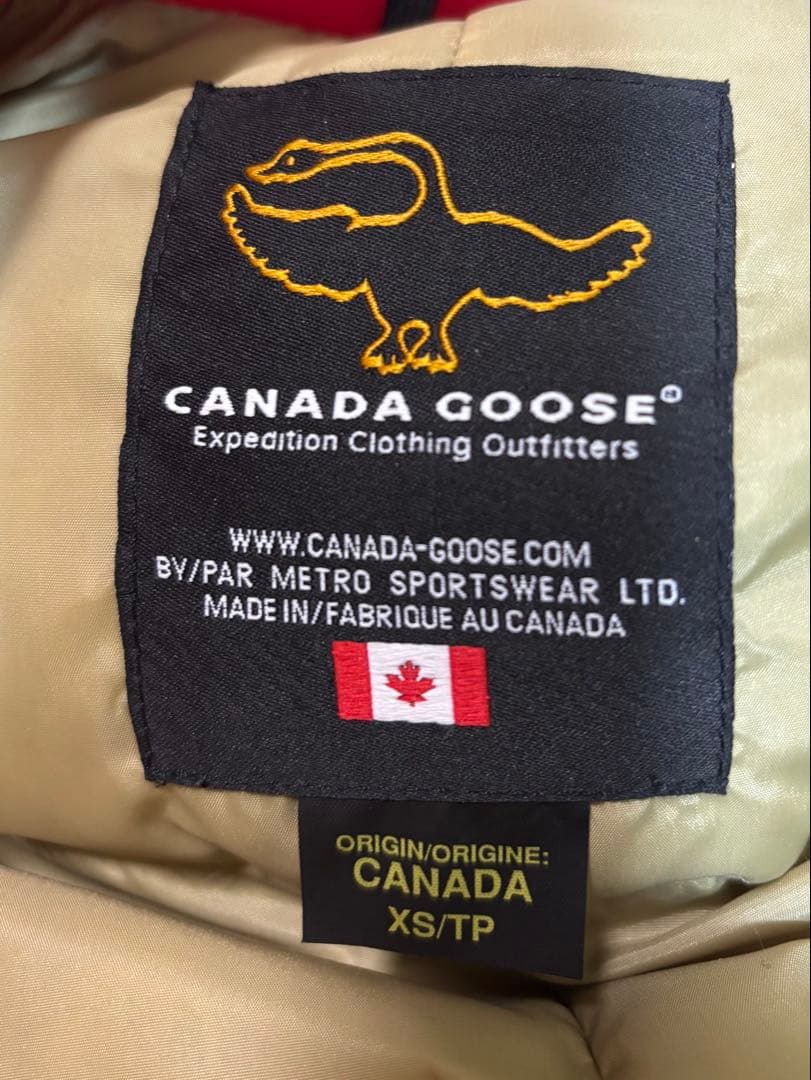 CANADA GOOSE®
Expedition Clothing Outfitters
WWW.CANADA-GOOSE.COM
BY/PAR METRO SPORTSWEAR LTD.
MADE IN/FABRIQUE AU CANADA
ORIGIN/ORIGINE:
CANADA
XS/TP